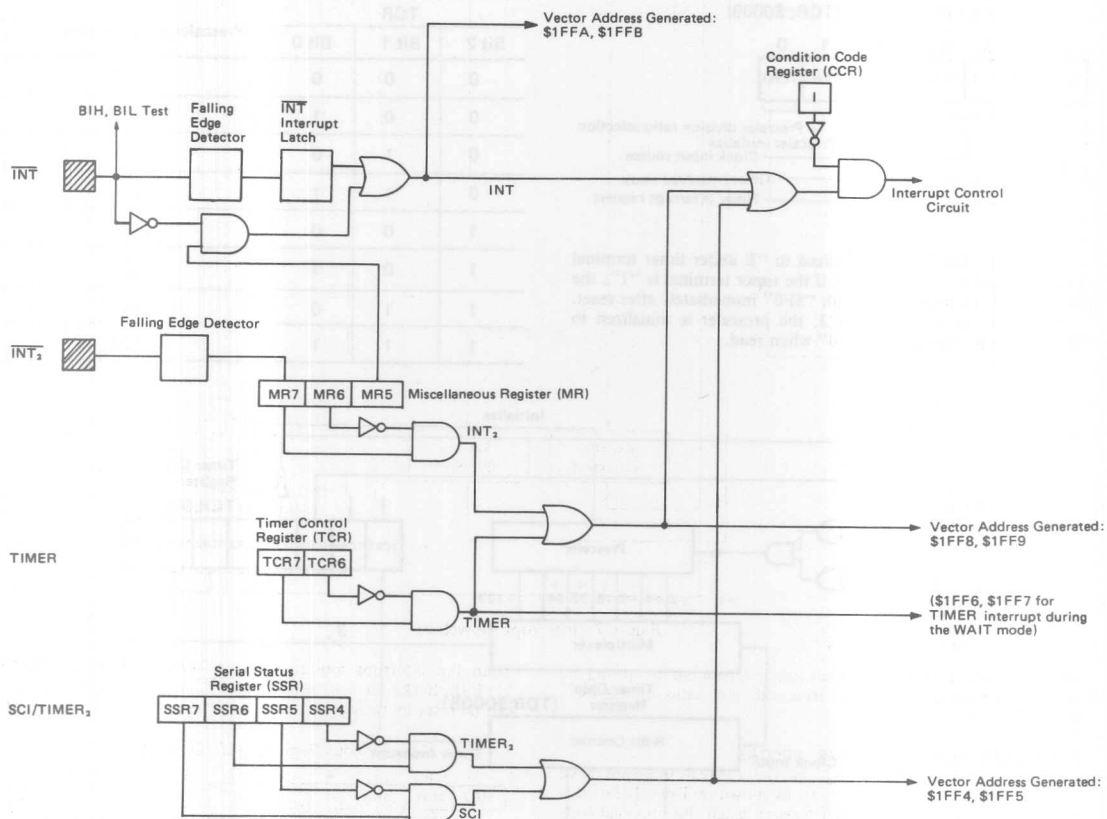 Vector Address Generated:
$1FFA, $1FFB
Condition Code
Register (CCR)
I
BIH, BIL Test
Falling
Edge
Detector
INT
Interrupt
Latch
INT
INT
Interrupt Control
Circuit
Falling Edge Detector
INT₂
MR7 MR6 MR5 Miscellaneous Register (MR)
INT₂
Timer Control
Register (TCR)
Vector Address Generated:
$1FF8, $1FF9
TIMER
TCR7 TCR6
TIMER
($1FF6, $1FF7 for
TIMER interrupt during
the WAIT mode)
Serial Status
Register (SSR)
SCI/TIMER₂
SSR7 SSR6 SSR5 SSR4
TIMER₂
SCI
Vector Address Generated:
$1FF4, $1FF5